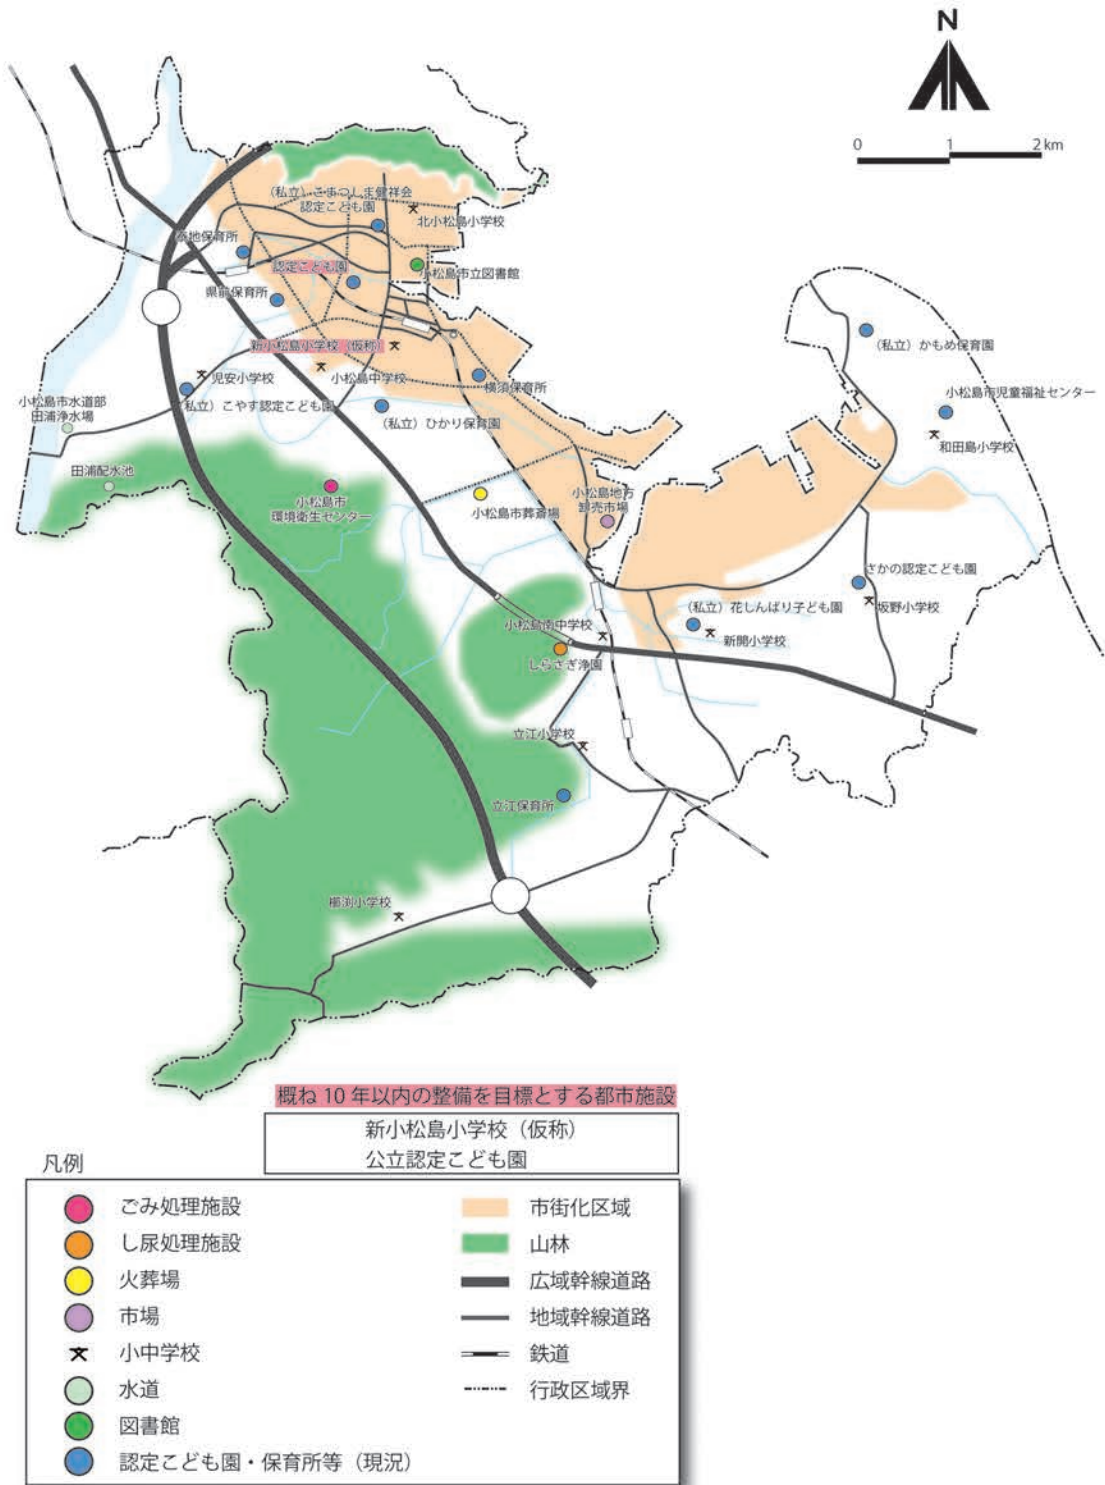 N
0 1 2 km
（私立）こまつしま健祥会
認定こども園
北小松島小学校
泰地保育所
認定こども園
小松島市立図書館
県前保育所
新小松島小学校（仮称）
（私立）かもめ保育園
児安小学校
小松島中学校
横須保育所
小松島市児童福祉センター
小松島市水道部
田浦浄水場
（私立）こやす認定こども園
（私立）ひかり保育園
和田島小学校
田浦配水池
小松島市
環境衛生センター
小松島市葬斎場
小松島地方
卸売市場
さかの認定こども園
（私立）花しんばり子ども園
坂野小学校
小松島南中学校
新開小学校
しらさぎ浄園
立江小学校
立江保育所
櫛渕小学校
概ね 10 年以内の整備を目標とする都市施設
新小松島小学校（仮称）
公立認定こども園
凡例
ごみ処理施設
し尿処理施設
火葬場
市場
小中学校
水道
図書館
認定こども園・保育所等（現況）
市街化区域
山林
広域幹線道路
地域幹線道路
鉄道
行政区域界